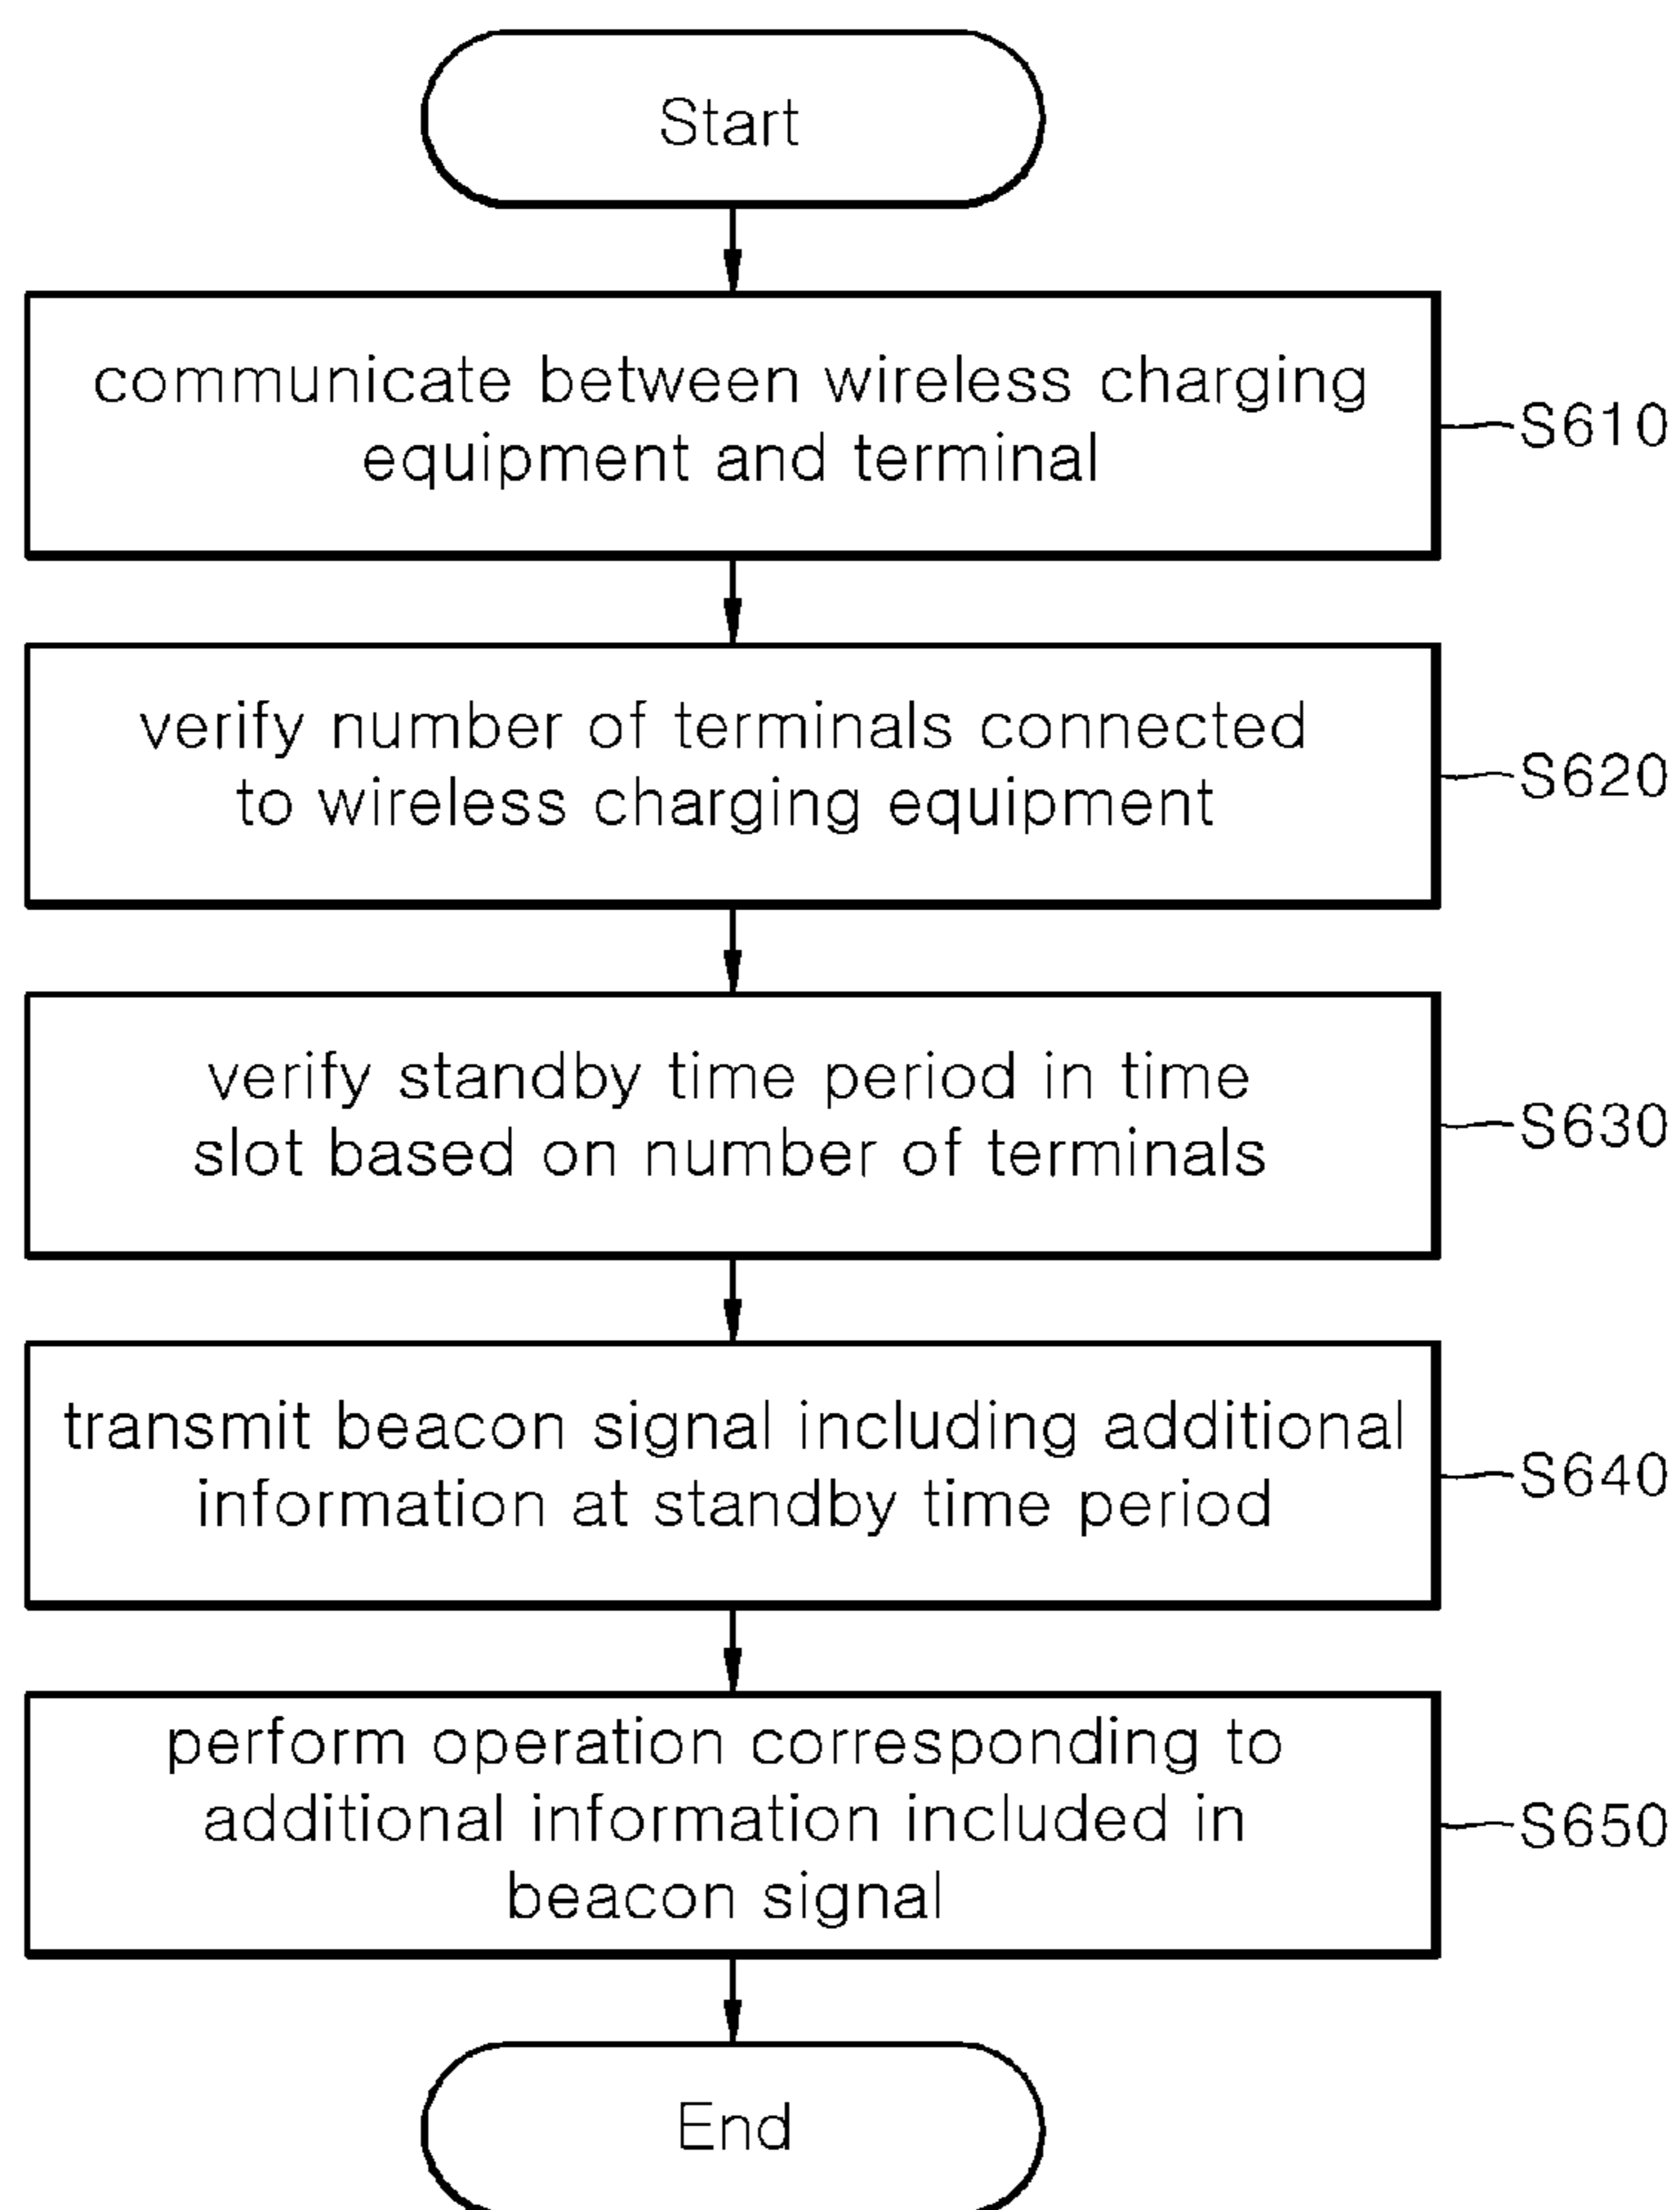 Start
communicate between wireless charging
equipment and terminal
S610
verify number of terminals connected
to wireless charging equipment
S620
verify standby time period in time
slot based on number of terminals
S630
transmit beacon signal including additional
information at standby time period
S640
perform operation corresponding to
additional information included in
beacon signal
S650
End